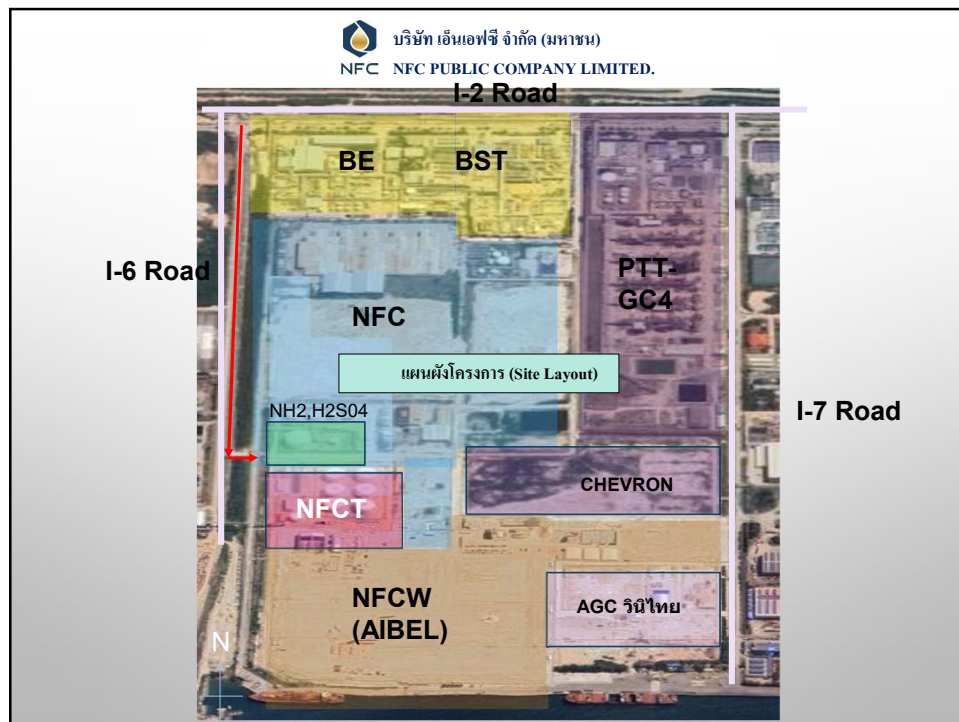 บริษัท เอ็นเอฟซี จำกัด (มหาชน)
NFC
NFC PUBLIC COMPANY LIMITED.
I-2 Road
BE
BST
I-6 Road
PTT-
GC4
NFC
แผนผังโครงการ (Site Layout)
NH2,H2S04
I-7 Road
CHEVRON
NFCT
NFCW
(AIBEL)
AGC วินิไทย
N